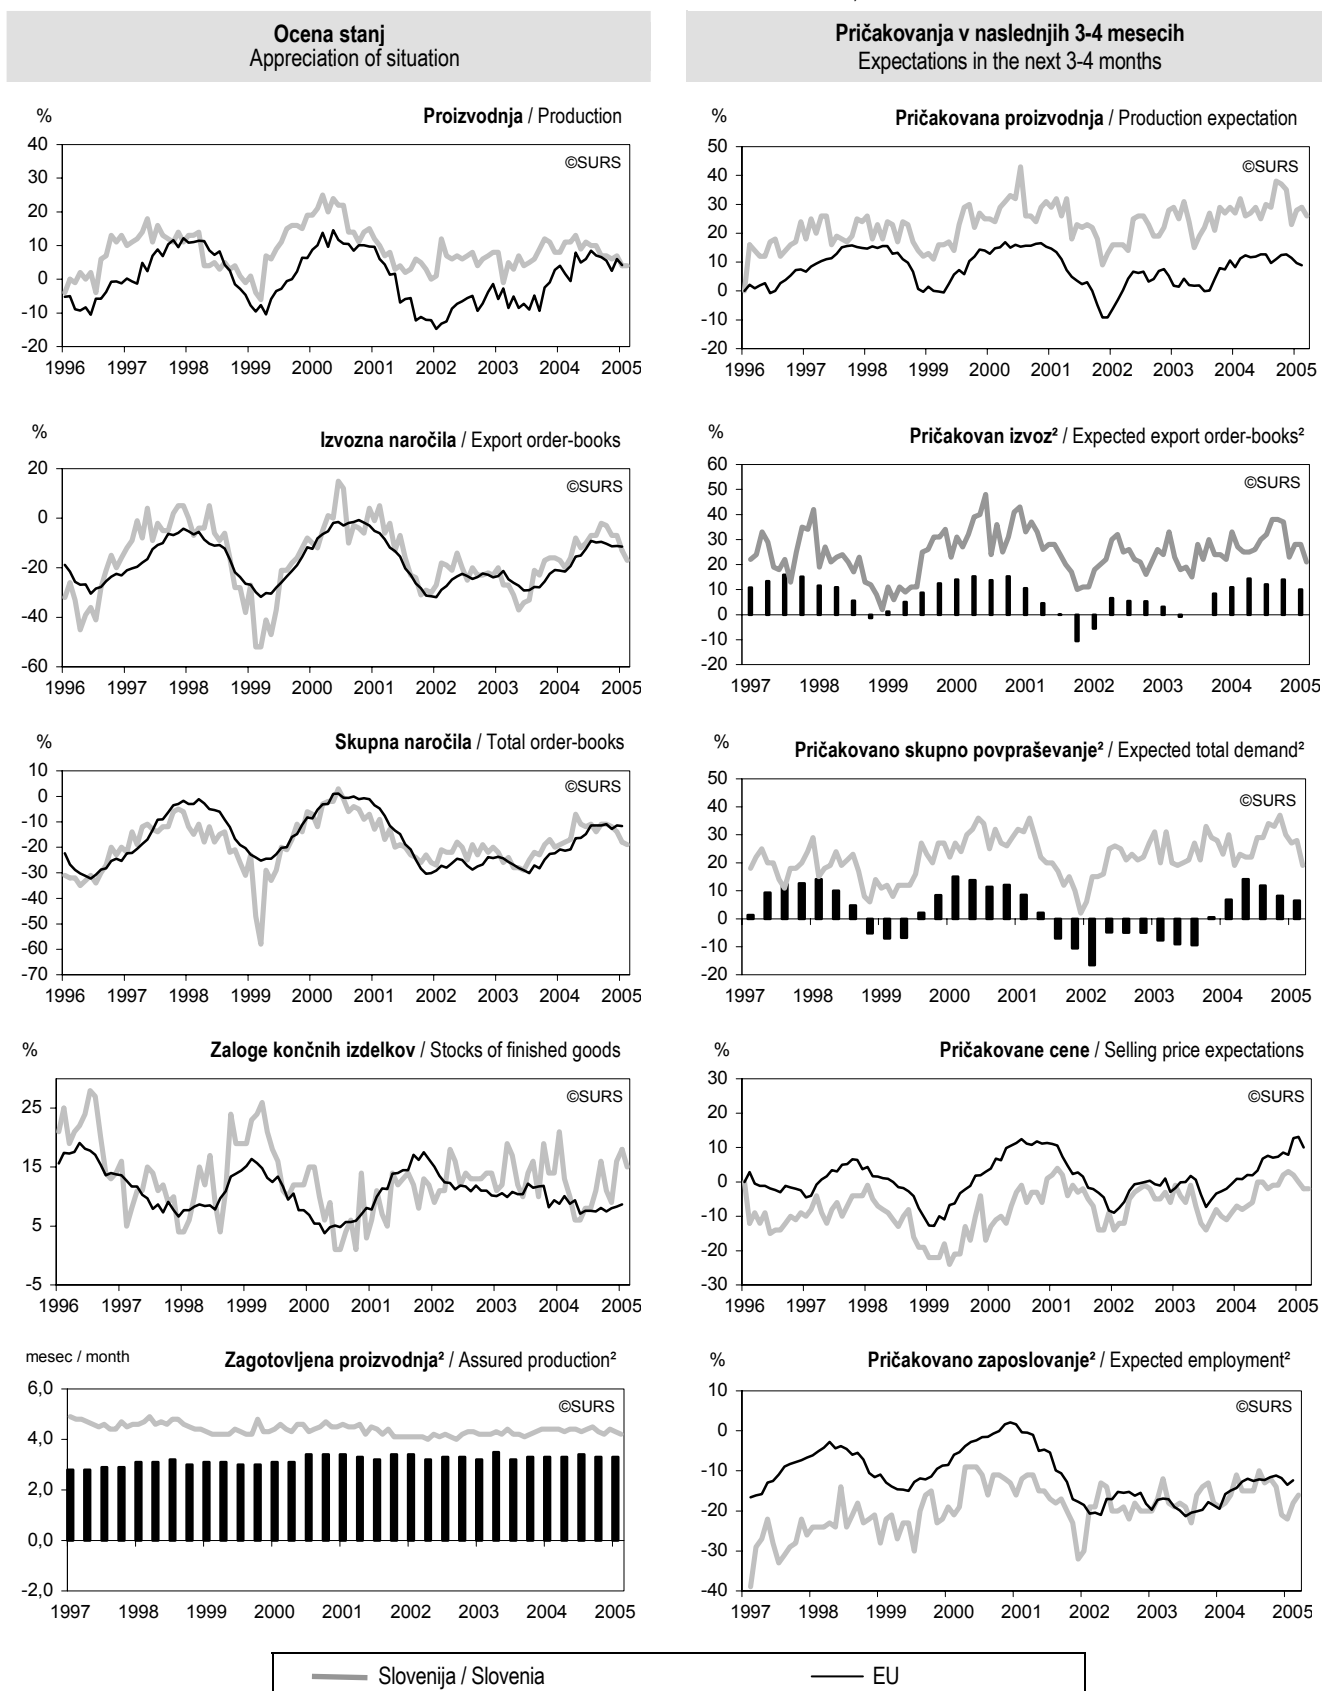 Ocena stanj
Appreciation of situation
Pričakovanja v naslednjih 3-4 mesecih
Expectations in the next 3-4 months
%
Proizvodnja / Production
©SURS
40
30
20
10
0
-10
-20
1996 1997 1998 1999 2000 2001 2002 2003 2004 2005
%
Pričakovana proizvodnja / Production expectation
©SURS
50
40
30
20
10
0
-10
-20
1996 1997 1998 1999 2000 2001 2002 2003 2004 2005
%
Izvozna naročila / Export order-books
©SURS
20
0
-20
-40
-60
1996 1997 1998 1999 2000 2001 2002 2003 2004 2005
%
Pričakovan izvoz² / Expected export order-books²
©SURS
60
50
40
30
20
10
0
-10
-20
1997 1998 1999 2000 2001 2002 2003 2004 2005
%
Skupna naročila / Total order-books
©SURS
10
0
-10
-20
-30
-40
-50
-60
-70
1996 1997 1998 1999 2000 2001 2002 2003 2004 2005
%
Pričakovano skupno povpraševanje² / Expected total demand²
©SURS
50
40
30
20
10
0
-10
-20
1997 1998 1999 2000 2001 2002 2003 2004 2005
%
Zaloge končnih izdelkov / Stocks of finished goods
©SURS
25
15
5
-5
1996 1997 1998 1999 2000 2001 2002 2003 2004 2005
%
Pričakovane cene / Selling price expectations
©SURS
30
20
10
0
-10
-20
-30
1996 1997 1998 1999 2000 2001 2002 2003 2004 2005
mesec / month
Zagotovljena proizvodnja² / Assured production²
©SURS
6,0
4,0
2,0
0,0
-2,0
1997 1998 1999 2000 2001 2002 2003 2004 2005
%
Pričakovano zaposlovanje² / Expected employment²
©SURS
10
0
-10
-20
-30
-40
1997 1998 1999 2000 2001 2002 2003 2004 2005
Slovenija / Slovenia
EU